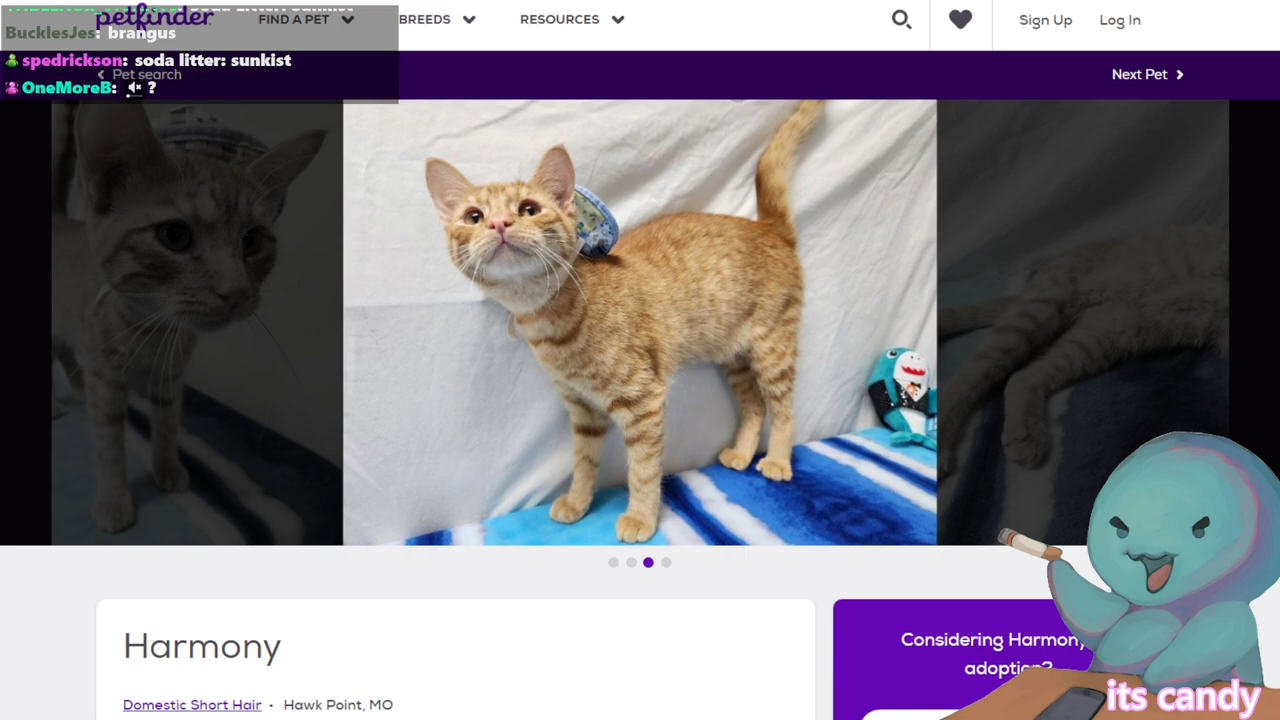 petfinder
FIND A PET
BREEDS
RESOURCES
Sign Up
Log In
BucklesJes: brangus
spedrickson: soda litter: sunkist
Pet search
OneMoreB: ?
Next Pet
Harmony
Considering Harmony
adoption?
Domestic Short Hair • Hawk Point, MO
its candy